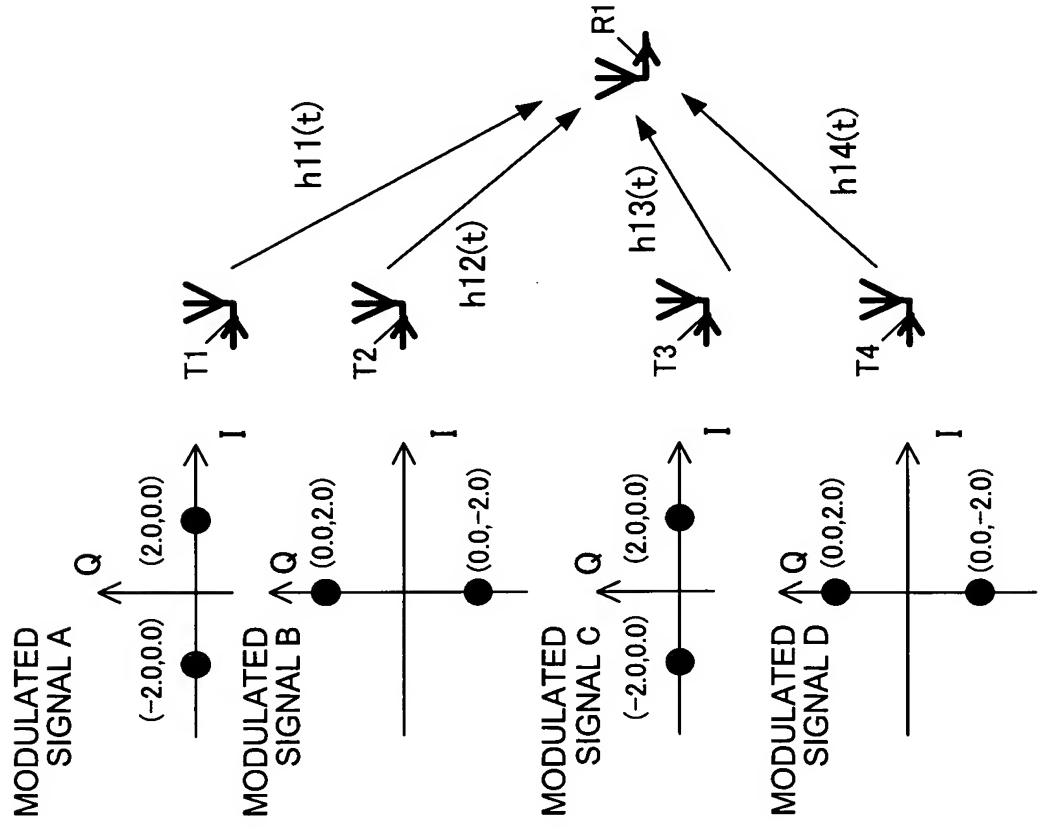 MODULATED
SIGNAL A
Q
(-2.0,0.0)
(2.0,0.0)
I
MODULATED
SIGNAL B
Q
(0.0,2.0)
(0.0,-2.0)
I
MODULATED
SIGNAL C
Q
(-2.0,0.0)
(2.0,0.0)
I
MODULATED
SIGNAL D
Q
(0.0,2.0)
(0.0,-2.0)
I
T1
T2
T3
T4
h11(t)
h12(t)
h13(t)
h14(t)
R1